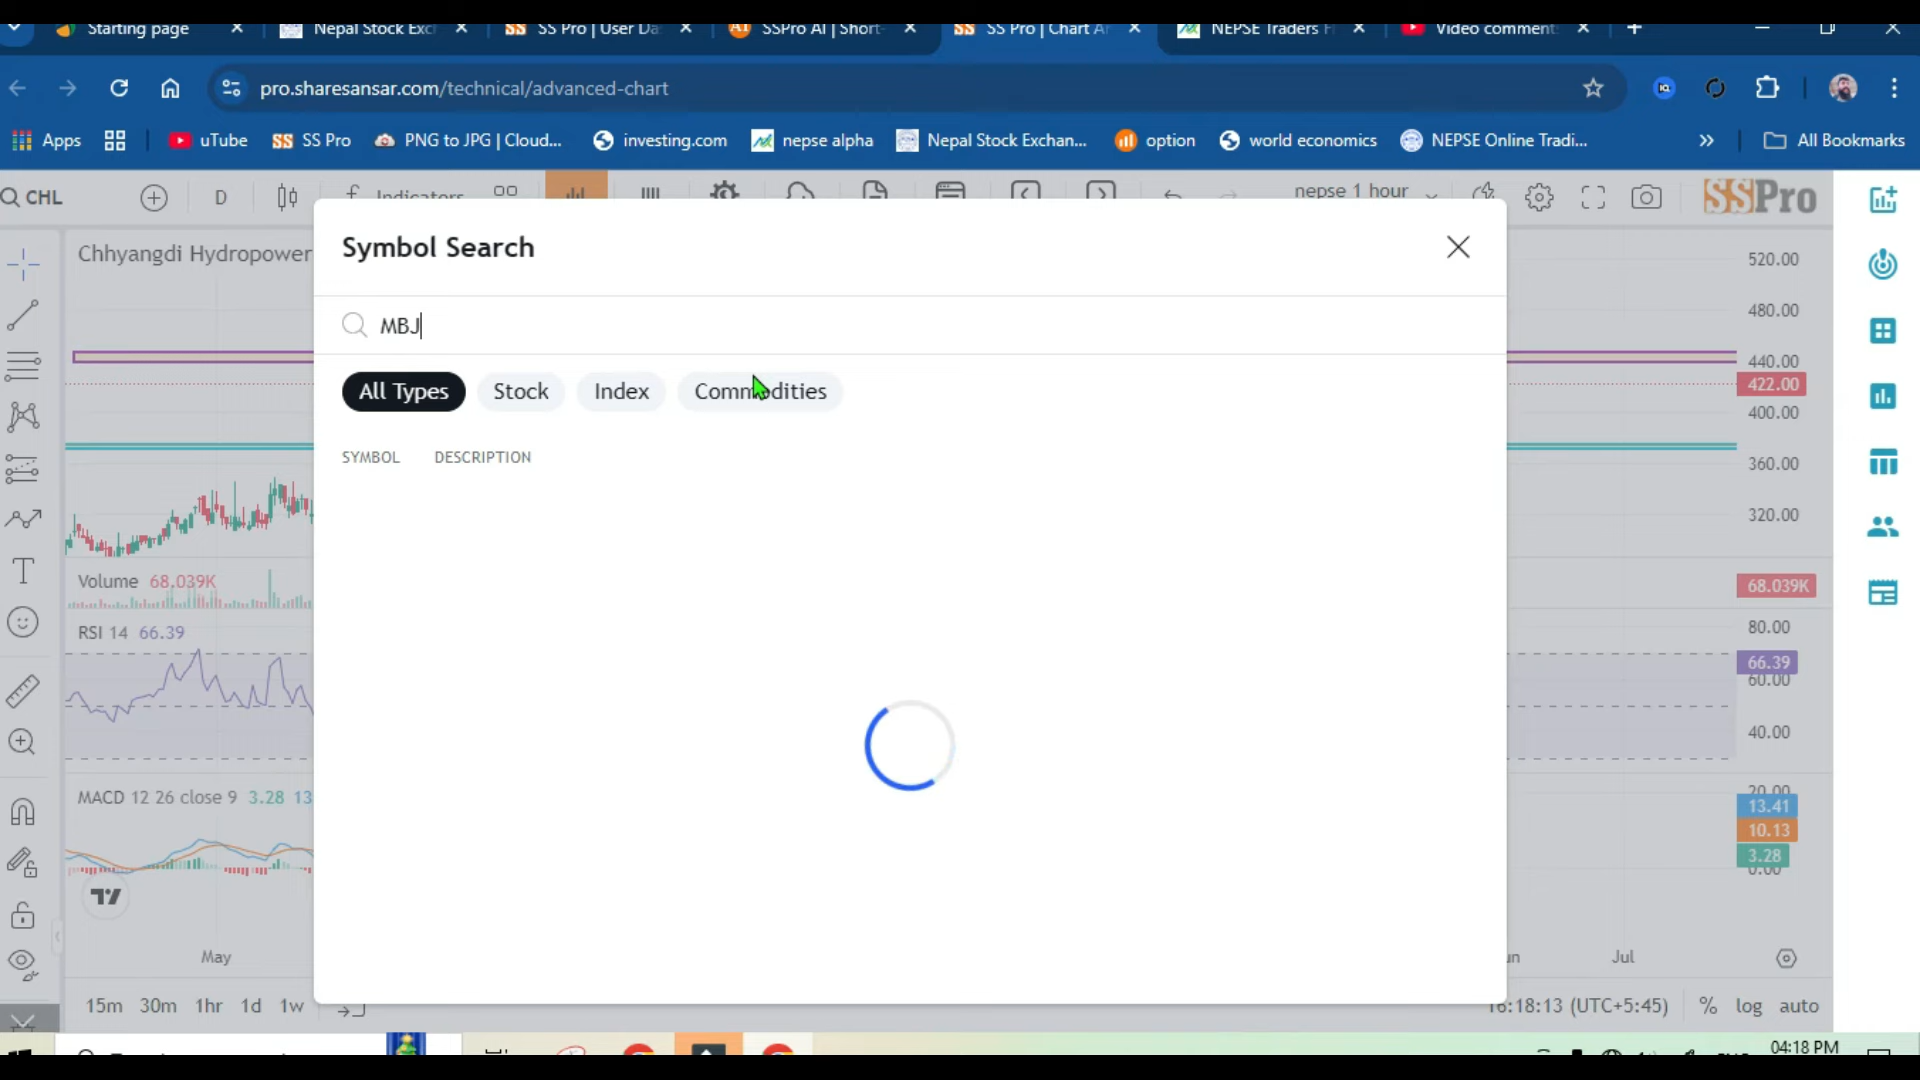 Starting page
Nepal Stock Exc
SS Pro | User Da
SSPro AI | Short-
SS Pro | Chart Ar
NEPSE Traders F
Video comment
pro.sharesansar.com/technical/advanced-chart
Apps
uTube
SS Pro
PNG to JPG | Cloud...
investing.com
nepse alpha
Nepal Stock Exchan...
option
world economics
NEPSE Online Tradi...
All Bookmarks
CHL
D
Indicators
nepse 1 hour
SSPro
Chhyangdi Hydropower
Symbol Search
MBJ
All Types
Stock
Index
Commodities
SYMBOL
DESCRIPTION
520.00
480.00
440.00
422.00
400.00
360.00
320.00
Volume 68.039K
68.039K
RSI 14 66.39
80.00
66.39
60.00
40.00
MACD 12 26 close 9 3.28 13
20.00
13.41
10.13
3.28
0.00
May
Jul
15m 30m 1hr 1d 1w
16:18:13 (UTC+5:45)
% log auto
04:18 PM